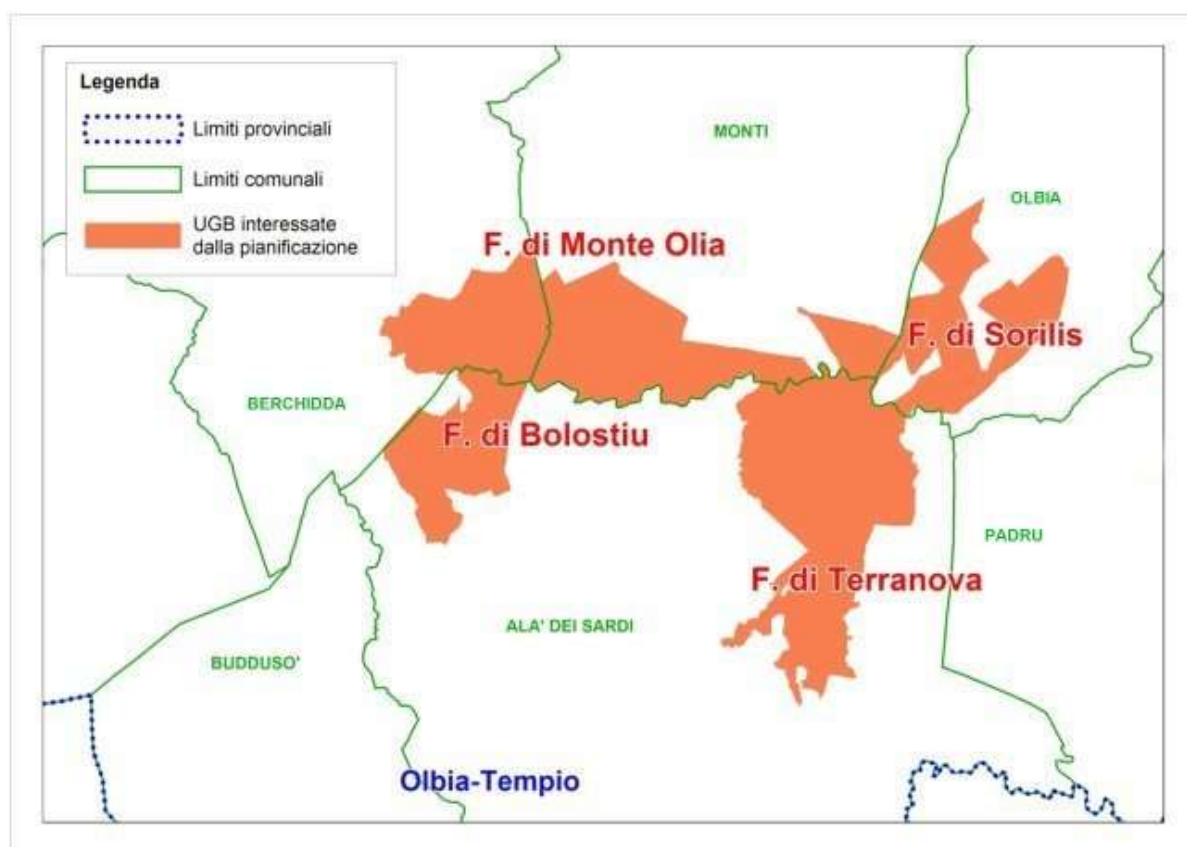 Legenda
Limiti provinciali
Limiti comunali
UGB interessate
dalla pianificazione
MONTI
OLBIA
F. di Monte Olia
F. di Sorilis
BERCHIDDA
F. di Bolostiu
PADRU
F. di Terranova
ALA' DEI SARDI
BUDDUSO'
Olbia-Tempio